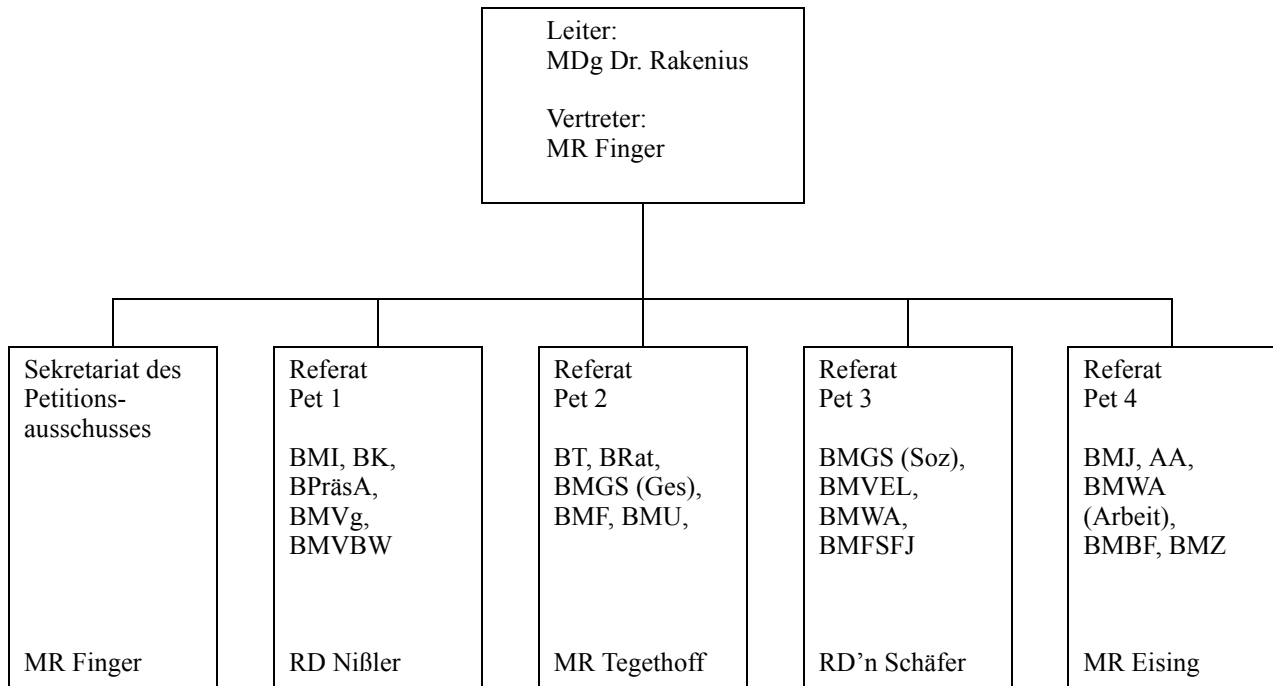 Leiter:
MDg Dr. Rakenius
Vertreter:
MR Finger
Sekretariat des
Petitions-
ausschusses
MR Finger
Referat
Pet 1
BMI, BK,
BPräsA,
BMVg,
BMVBW
RD Nißler
Referat
Pet 2
BT, BRat,
BMGS (Ges),
BMF, BMU,
MR Tegethoff
Referat
Pet 3
BMGS (Soz),
BMVEL,
BMWA,
BMFSFJ
RD’n Schäfer
Referat
Pet 4
BMJ, AA,
BMWA
(Arbeit),
BMBF, BMZ
MR Eising